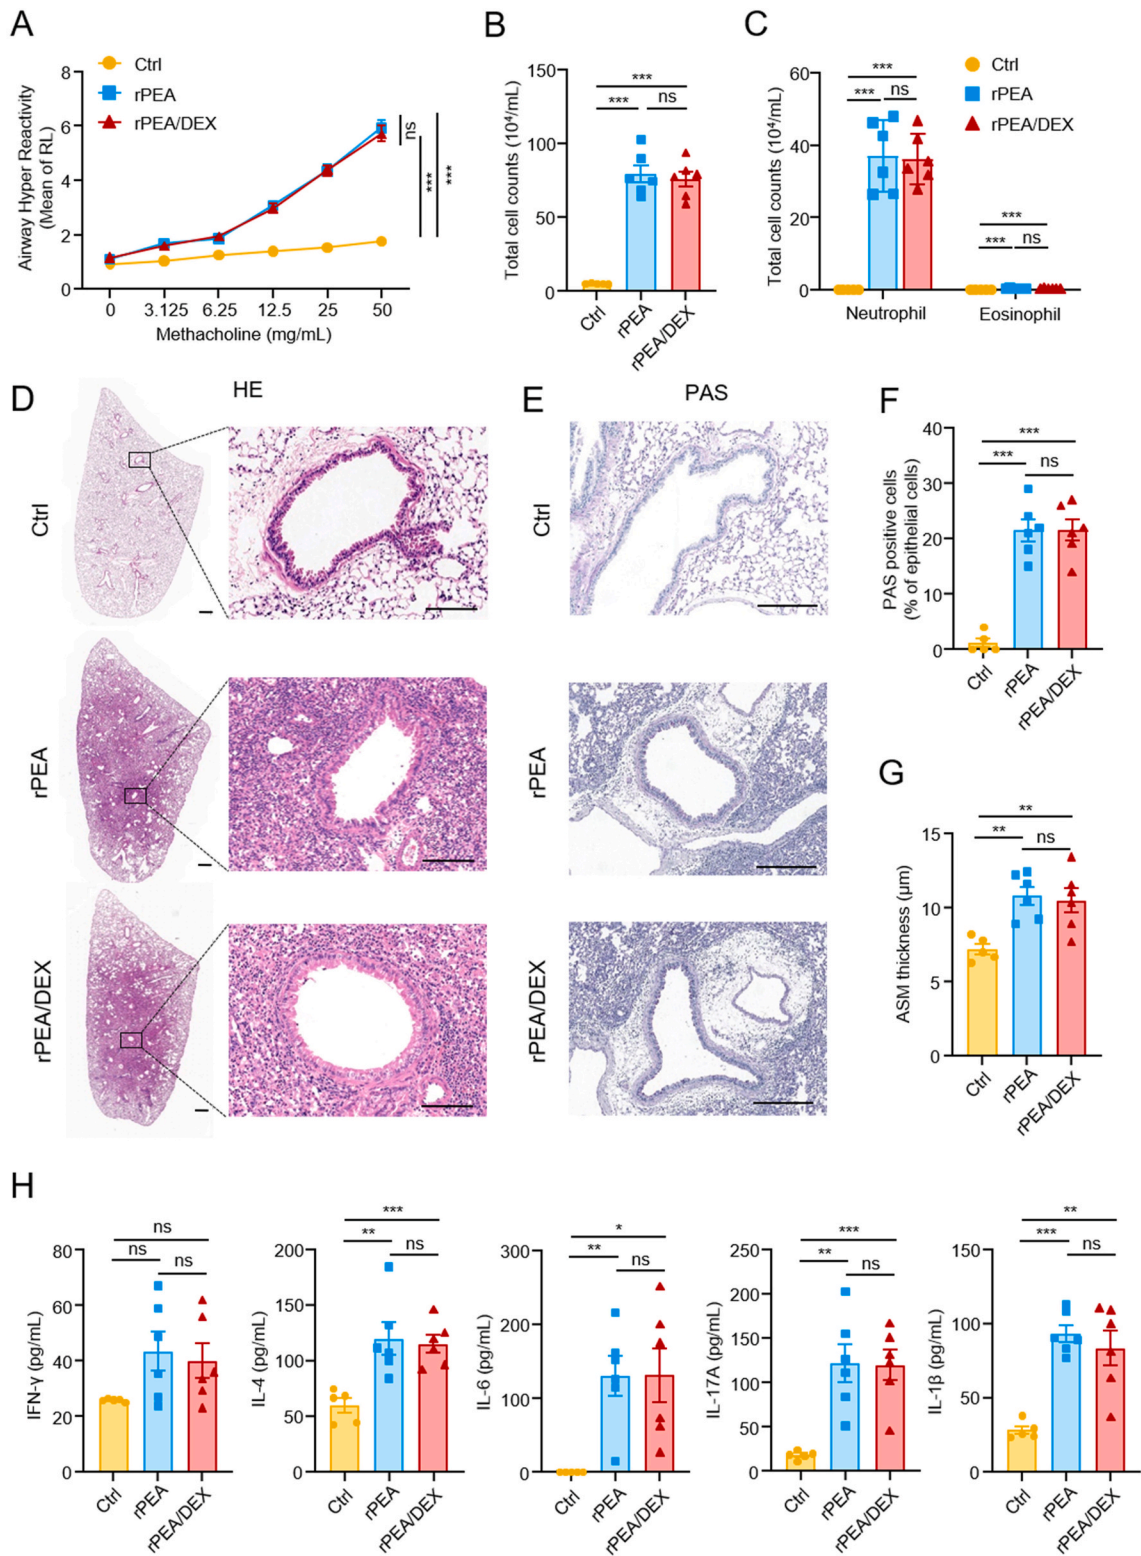 A
Ctrl
rPEA
rPEA/DEX
Airway Hyper Reactivity
(Mean of RL)
8
6
4
2
0
0 3.125 6.25 12.5 25 50
Methacholine (mg/mL)
ns
***
***
B
Total cell counts (10⁴/mL)
150
100
50
0
***
*** ns
Ctrl
rPEA
rPEA/DEX
C
Ctrl
rPEA
rPEA/DEX
Total cell counts (10⁴/mL)
60
40
20
0
***
*** ns
***
*** ns
Neutrophil Eosinophil
D
HE
Ctrl
rPEA
rPEA/DEX
E
PAS
Ctrl
rPEA
rPEA/DEX
F
PAS positive cells
(% of epithelial cells)
40
30
20
10
0
***
*** ns
Ctrl
rPEA
rPEA/DEX
G
ASM thickness (μm)
15
10
5
0
**
** ns
Ctrl
rPEA
rPEA/DEX
H
IFN-γ (pg/mL)
80
60
40
20
0
ns
ns ns
Ctrl
rPEA
rPEA/DEX
IL-4 (pg/mL)
200
150
100
50
0
***
** ns
Ctrl
rPEA
rPEA/DEX
IL-6 (pg/mL)
300
200
100
0
*
** ns
Ctrl
rPEA
rPEA/DEX
IL-17A (pg/mL)
250
200
150
100
50
0
***
** ns
Ctrl
rPEA
rPEA/DEX
IL-1β (pg/mL)
150
100
50
0
**
*** ns
Ctrl
rPEA
rPEA/DEX